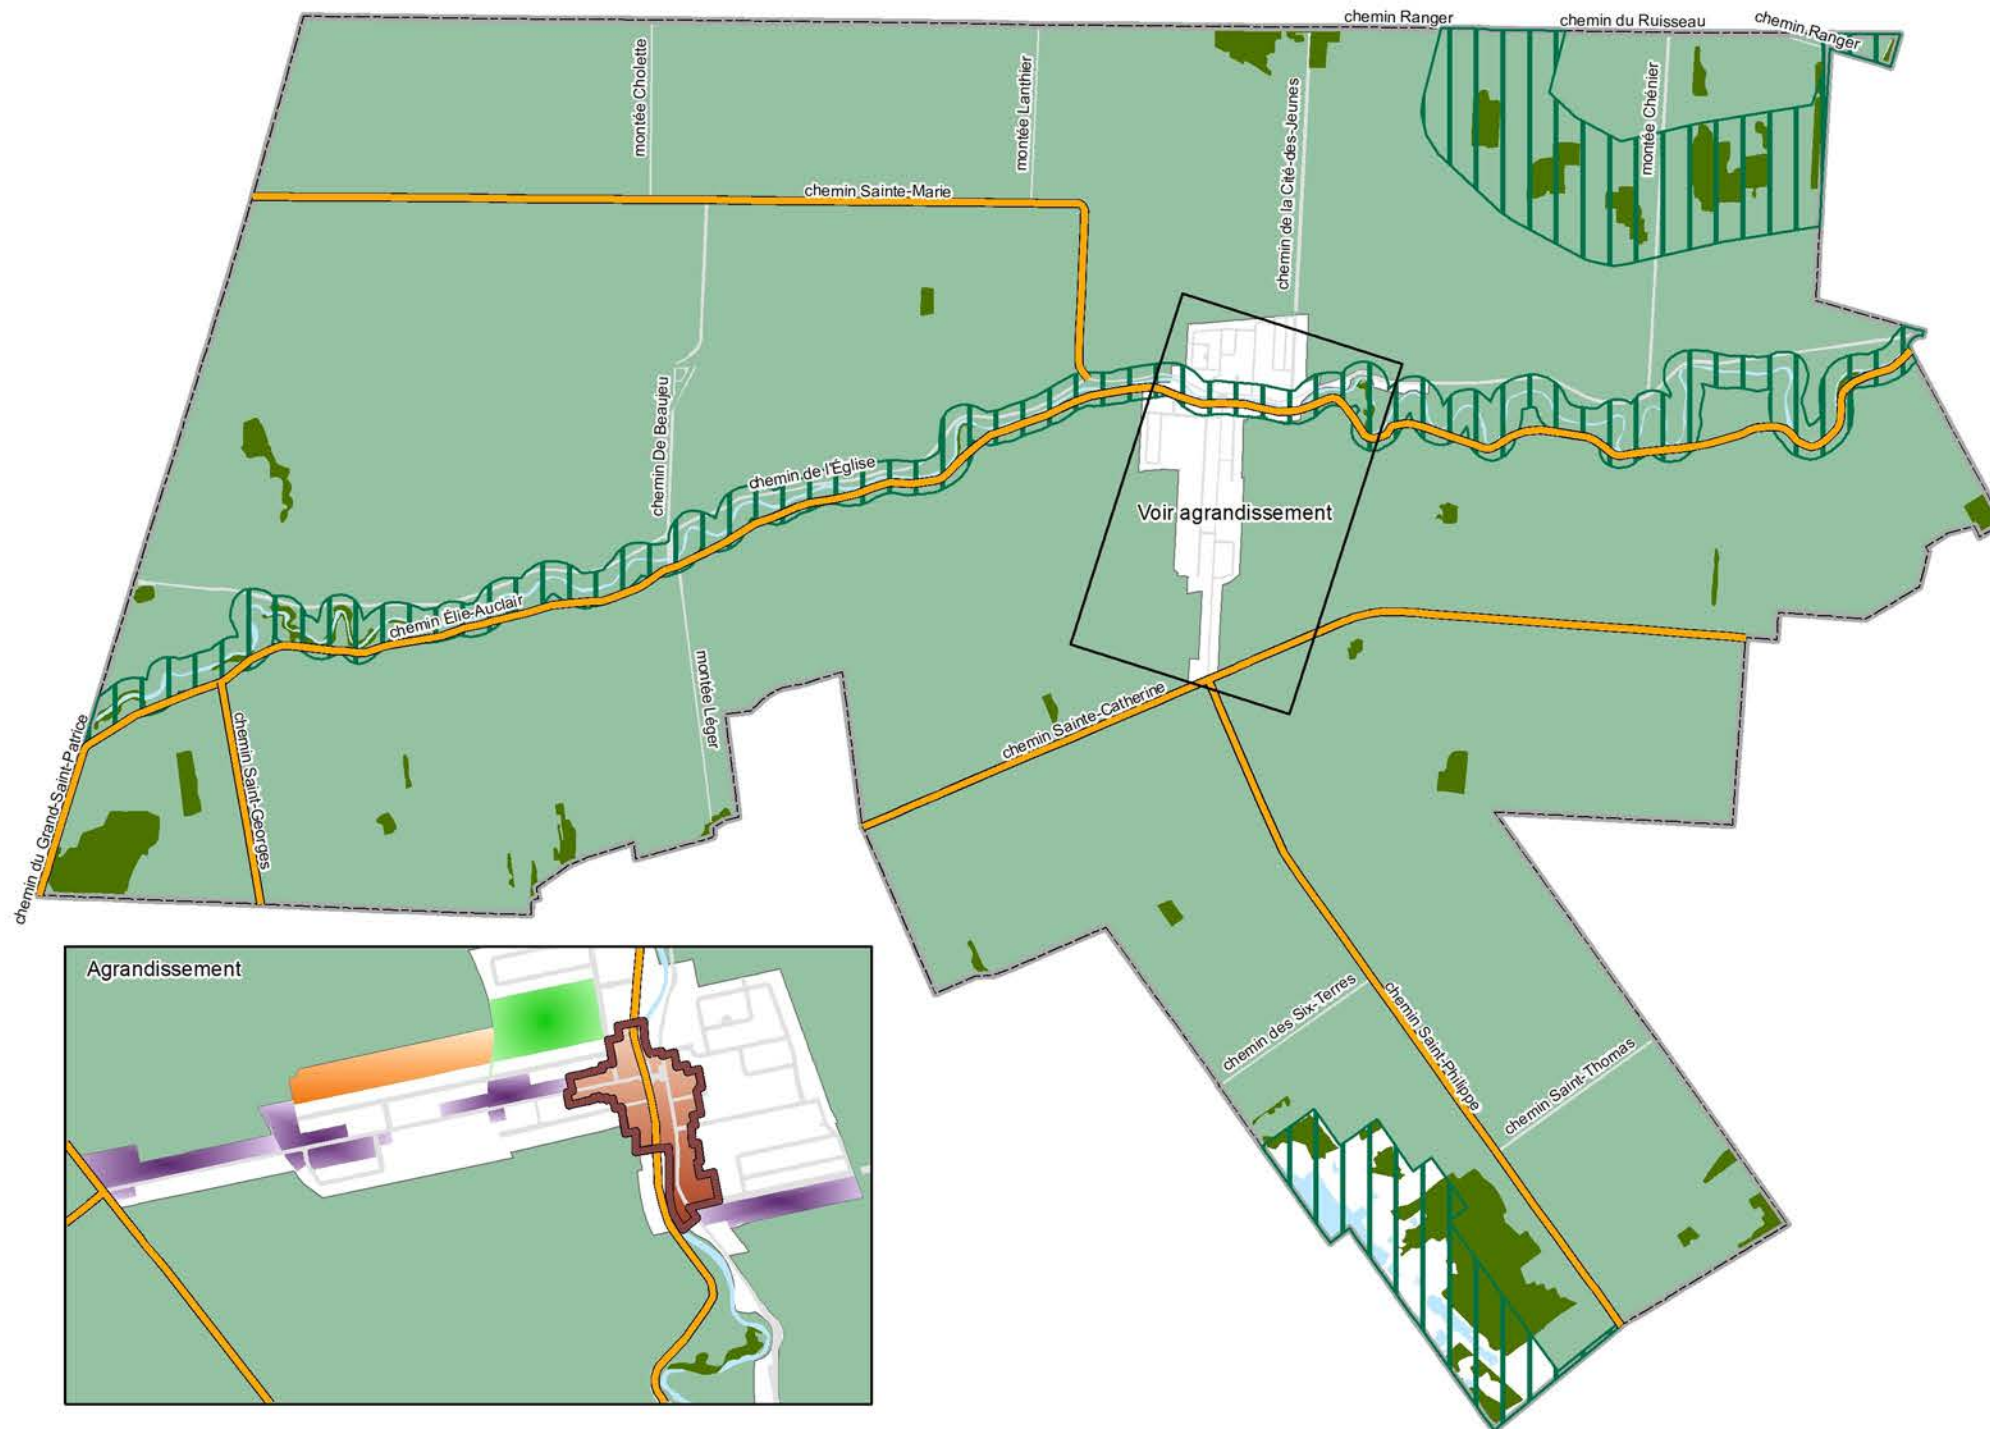 chemin Ranger
chemin du Ruisseau
chemin Ranger
montée Cholette
montée Lanthier
chemin de la Cité-des-Jeunes
montée Chénier
chemin Sainte-Marie
chemin De Beaujeu
chemin de l'Église
Voir agrandissement
chemin Élie-Auclair
montée Léger
chemin Sainte-Catherine
chemin du Grand-Saint-Patrice
chemin Saint-Georges
Agrandissement
chemin des Six-Terres
chemin Saint-Philippe
chemin Saint-Thomas